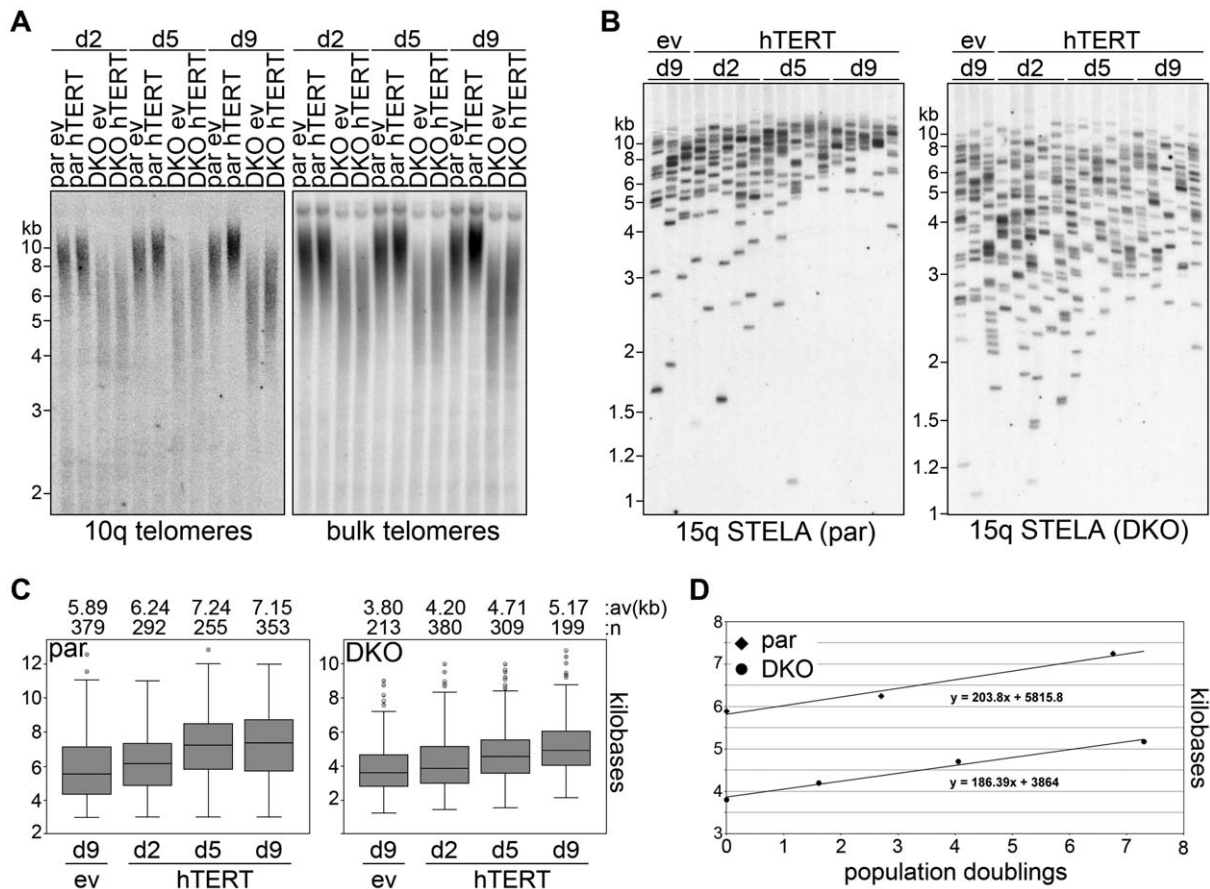 A
d2 d5 d9 d2 d5 d9
par ev par hTERT DKO ev DKO hTERT par ev par hTERT DKO ev DKO hTERT par ev par hTERT DKO ev DKO hTERT
par ev par hTERT DKO ev DKO hTERT par ev par hTERT DKO ev DKO hTERT par ev par hTERT DKO ev DKO hTERT
kb
10
8
6
5
4
3
2
10q telomeres bulk telomeres
B
ev hTERT ev hTERT
d9 d2 d5 d9 d9 d2 d5 d9
kb
10
8
6
5
4
3
2
1.5
1.2
1
kb
10
8
6
5
4
3
2
1.5
1.2
1
15q STELA (par) 15q STELA (DKO)
C
5.89 6.24 7.24 7.15 3.80 4.20 4.71 5.17 :av(kb)
379 292 255 353 213 380 309 199 :n
par
12
10
8
6
4
2
DKO
10
8
6
4
2
kilobases
d9 d2 d5 d9 d9 d2 d5 d9
ev hTERT ev hTERT
D
8
7
6
5
4
3
par
DKO
y = 203.8x + 5815.8
y = 186.39x + 3864
kilobases
0 1 2 3 4 5 6 7 8
population doublings